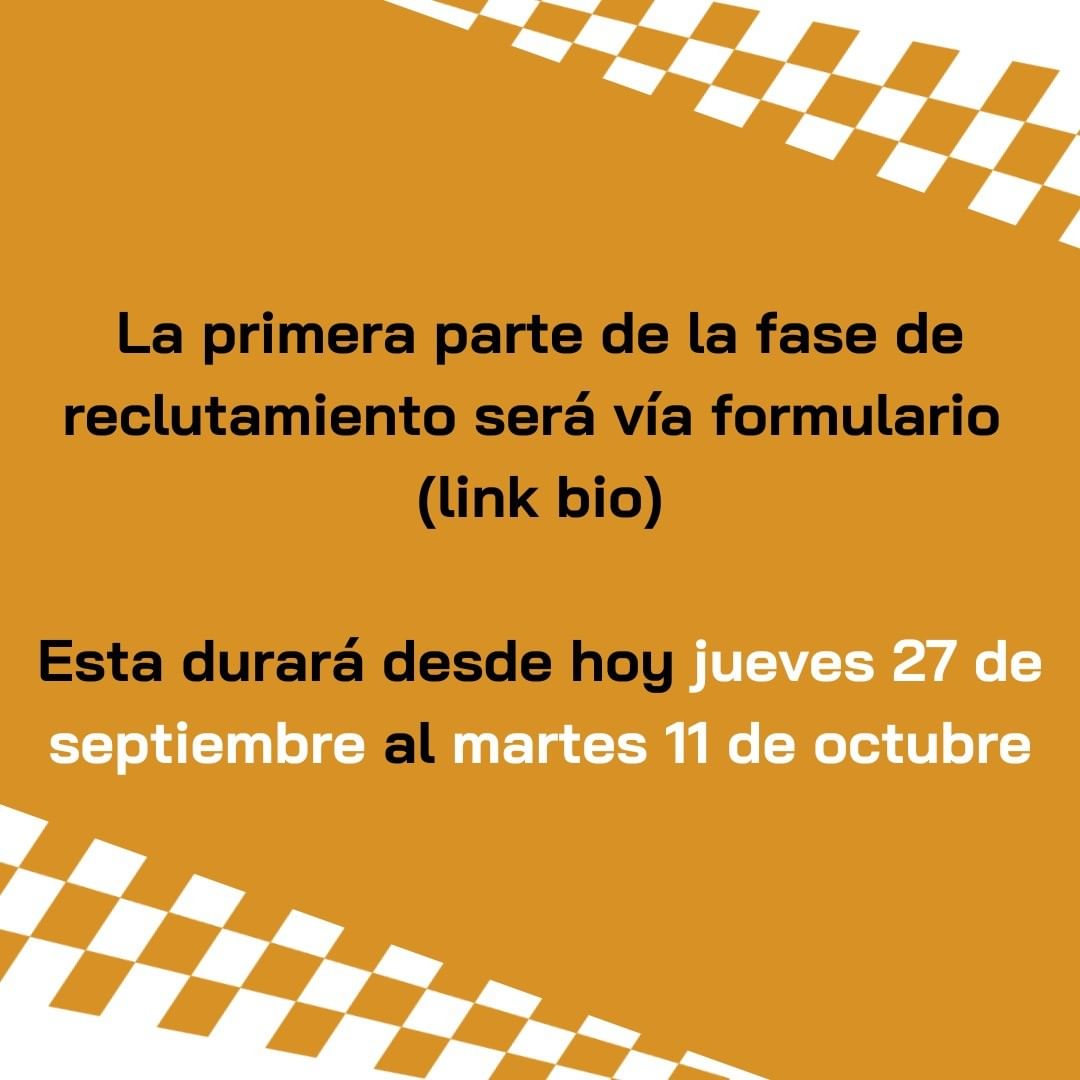 La primera parte de la fase de
reclutamiento será vía formulario
(link bio)
Esta durará desde hoy jueves 27 de
septiembre al martes 11 de octubre